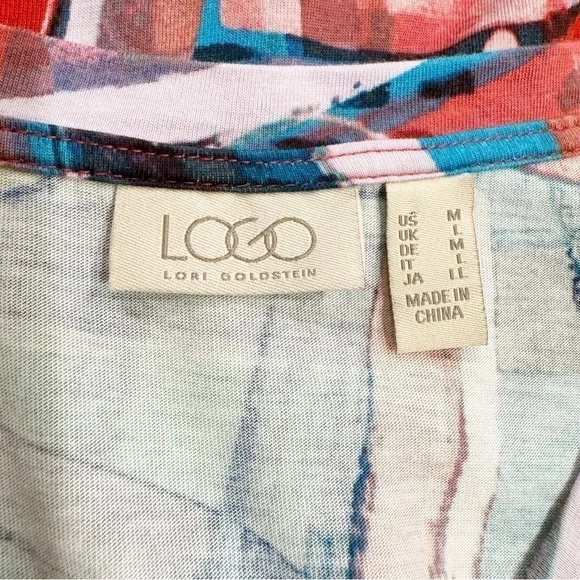 LOGO
LORI GOLDSTEIN
US M
UK L
DE M
IT L
JA LL
MADE IN
CHINA